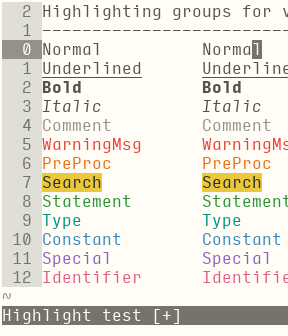 2 Highlighting groups for v
1 -------------------------
0 Normal Normal
1 Underlined Underlined
2 Bold Bold
3 Italic Italic
4 Comment Comment
5 WarningMsg WarningMs
6 PreProc PreProc
7 Search Search
8 Statement Statement
9 Type Type
10 Constant Constant
11 Special Special
12 Identifier Identifie
~
Highlight test [+]